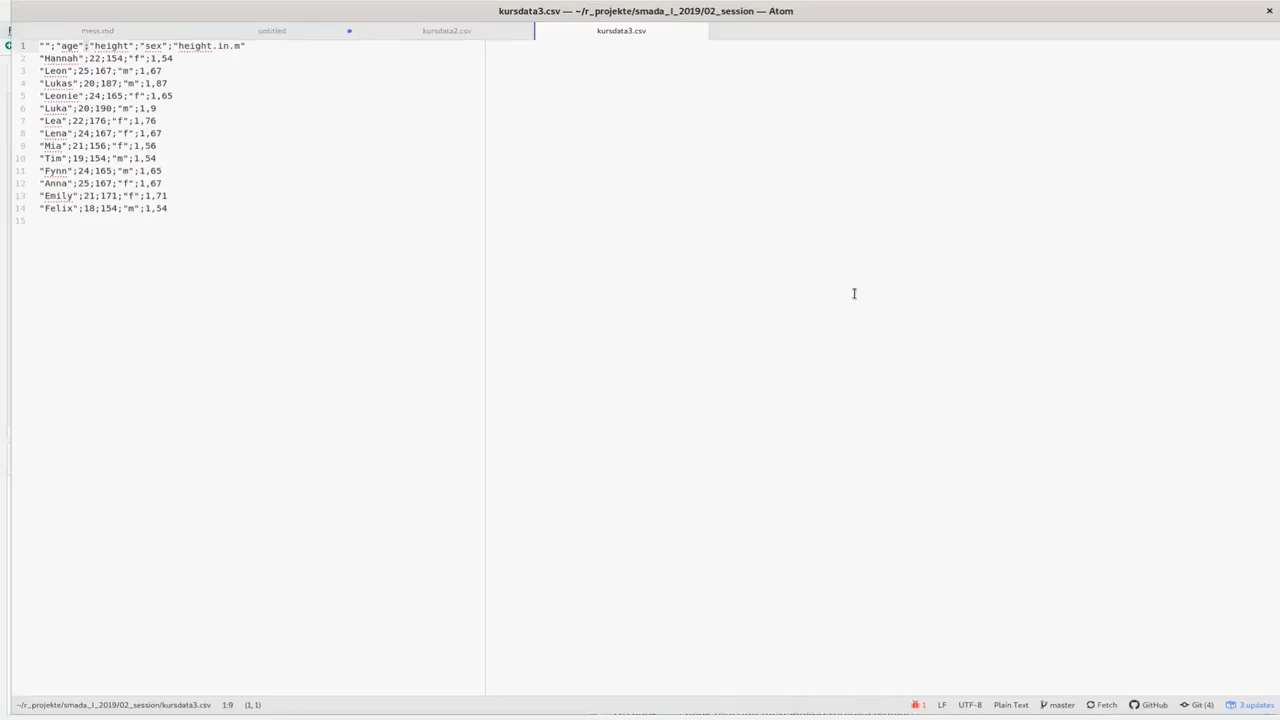 kursdata3.csv — ~/r_projekte/smada_I_2019/02_session — Atom
mess.md
untitled
kursdata2.csv
kursdata3.csv
1 "";"age";"height";"sex";"height.in.m"
2 "Hannah";22;154;"f";1,54
3 "Leon";25;167;"m";1,67
4 "Lukas";20;187;"m";1,87
5 "Leonie";24;165;"f";1,65
6 "Luka";20;190;"m";1,9
7 "Lea";22;176;"f";1,76
8 "Lena";24;167;"f";1,67
9 "Mia";21;156;"f";1,56
10 "Tim";19;154;"m";1,54
11 "Fynn";24;165;"m";1,65
12 "Anna";25;167;"f";1,67
13 "Emily";21;171;"f";1,71
14 "Felix";18;154;"m";1,54
15
~/r_projekte/smada_I_2019/02_session/kursdata3.csv 1:9 (1, 1) 1 LF UTF-8 Plain Text master Fetch GitHub Git (4) 3 updates